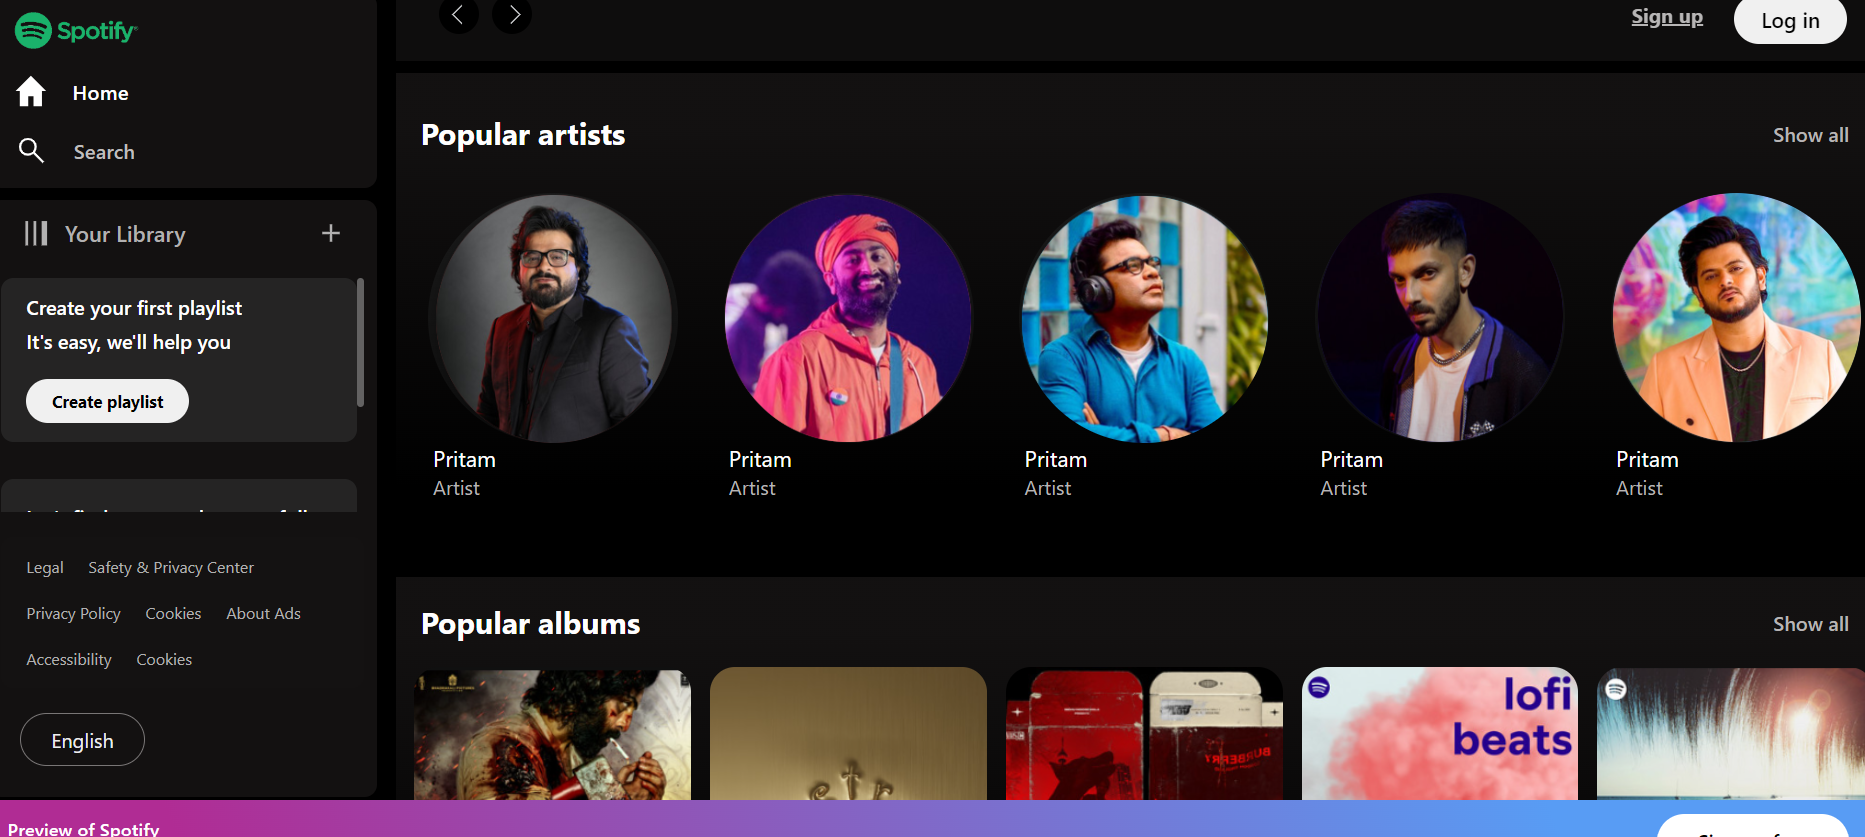 Spotify
Home
Search
Your Library
Create your first playlist
It's easy, we'll help you
Create playlist
Legal
Safety & Privacy Center
Privacy Policy
Cookies
About Ads
Accessibility
Cookies
English
Sign up
Log in
Popular artists
Show all
Pritam
Artist
Pritam
Artist
Pritam
Artist
Pritam
Artist
Pritam
Artist
Popular albums
Show all
BURBERRY
lofi
beats
Preview of Spotify